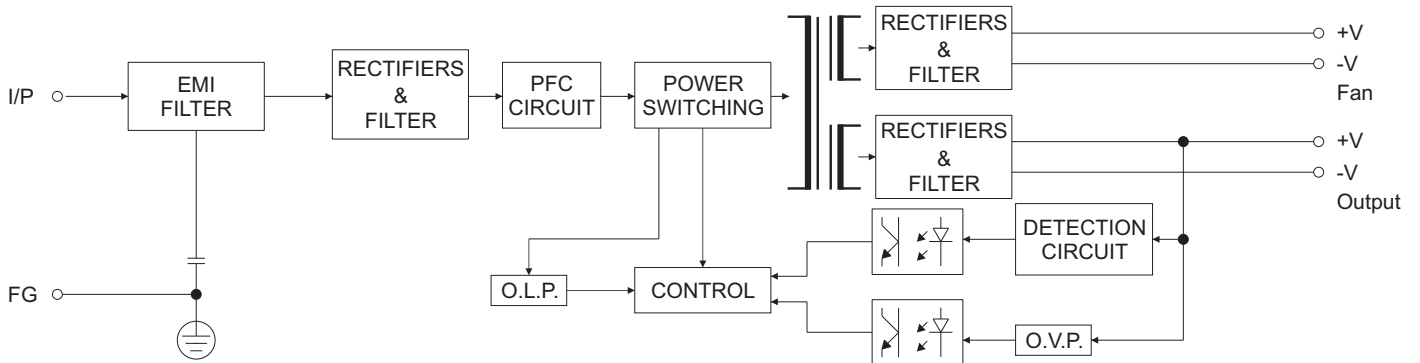 I/P
EMI
FILTER
RECTIFIERS
&
FILTER
PFC
CIRCUIT
POWER
SWITCHING
RECTIFIERS
&
FILTER
+V
-V
Fan
RECTIFIERS
&
FILTER
+V
-V
Output
DETECTION
CIRCUIT
FG
O.L.P.
CONTROL
O.V.P.